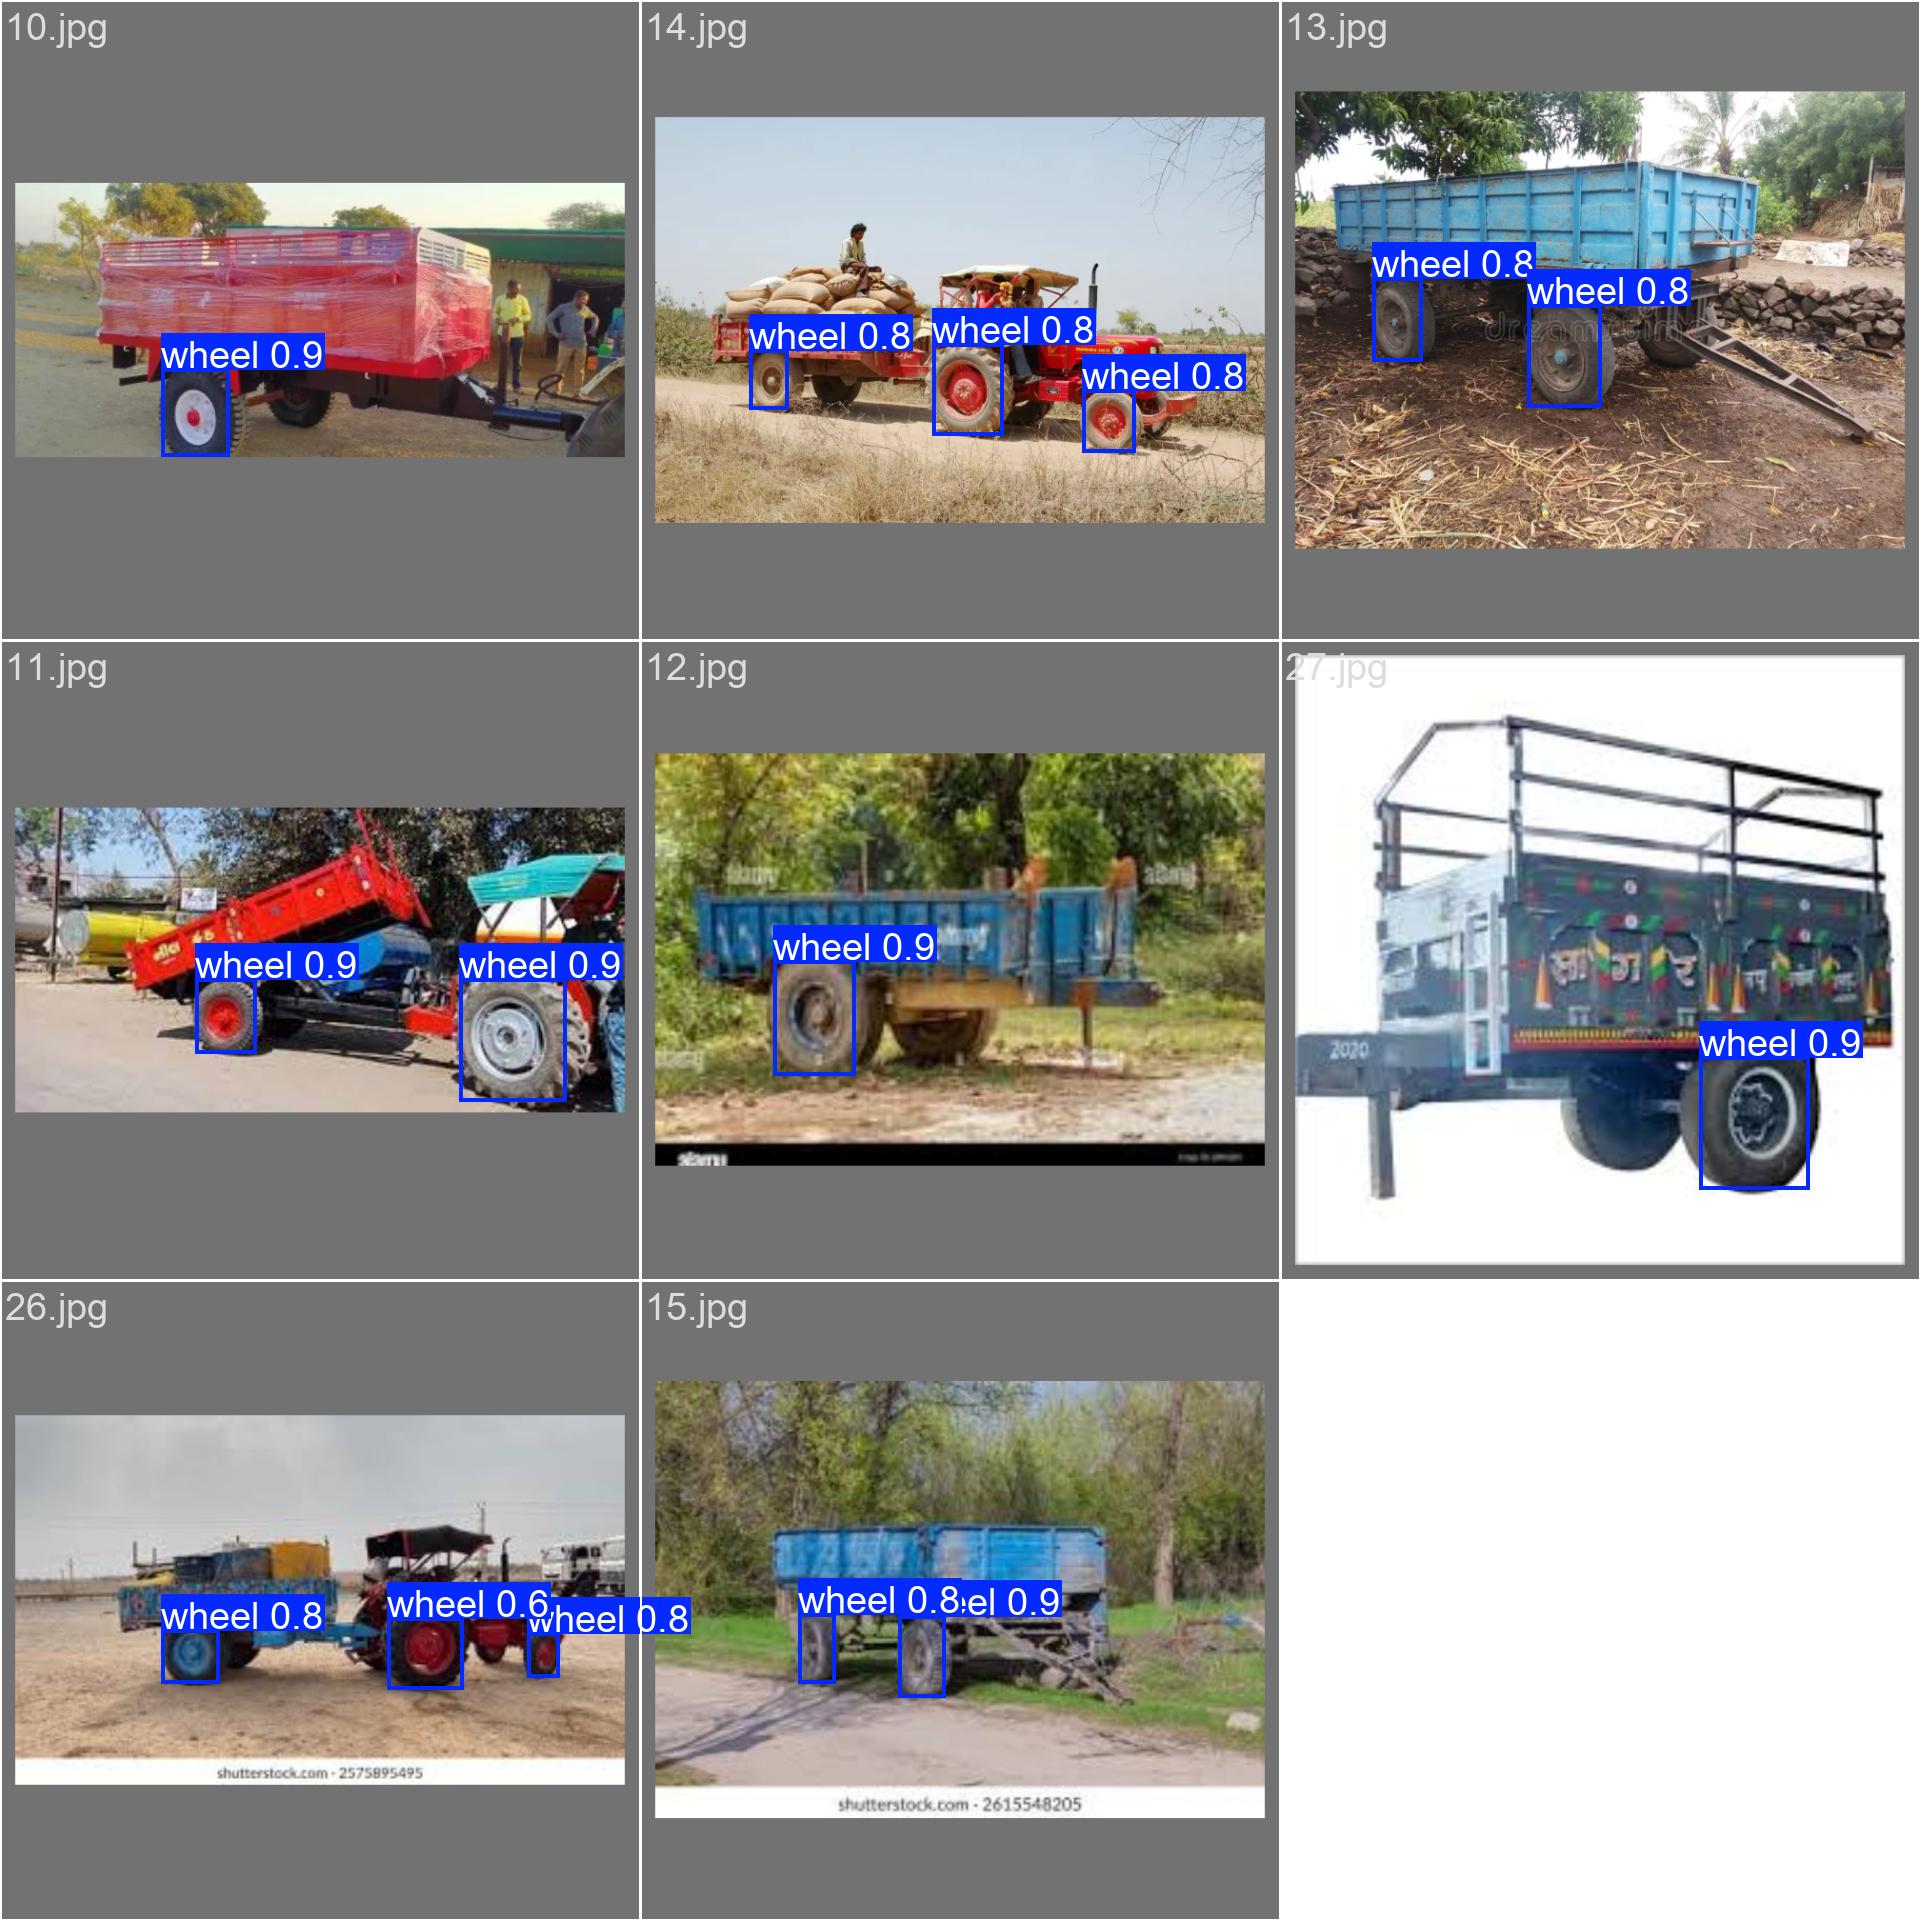 10.jpg
14.jpg
13.jpg
wheel 0.9
wheel 0.8
wheel 0.8
wheel 0.8
wheel 0.8
wheel 0.8
dreamstime
11.jpg
12.jpg
27.jpg
wheel 0.9
wheel 0.9
wheel 0.9
alamy
2020
wheel 0.9
26.jpg
15.jpg
wheel 0.8
wheel 0.6
wheel 0.8
wheel 0.8
eel 0.9
shutterstock.com · 2575895495
shutterstock.com · 2615548205